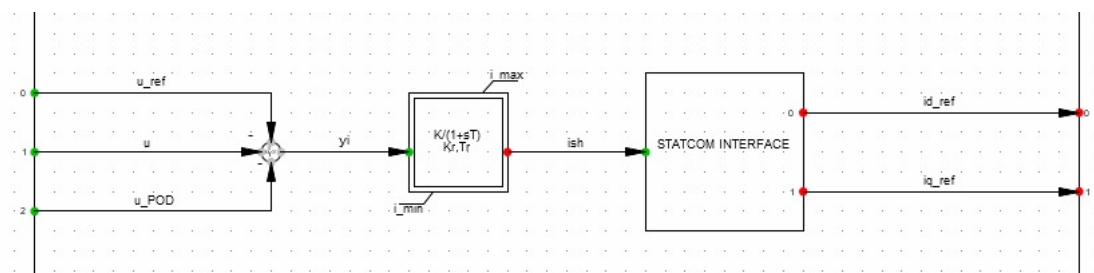 i_max
u_ref
0
id_ref
0
0
K/(1+sT)
Kr,Tr
-
1
u
yi
ish
STATCOM INTERFACE
-
u_POD
iq_ref
1
1
2
i_min